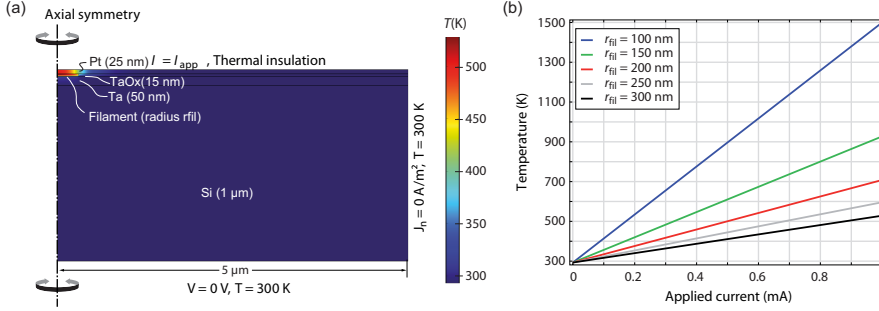 (a)
Axial symmetry
Pt (25 nm) I = Iapp , Thermal insulation
TaOx(15 nm)
Ta (50 nm)
Filament (radius rfil)
Si (1 µm)
Jn = 0 A/m², T = 300 K
5 µm
V = 0 V, T = 300 K
T(K)
500
450
400
350
300
(b)
1500
1300
1100
900
700
500
300
Temperature (K)
rfil = 100 nm
rfil = 150 nm
rfil = 200 nm
rfil = 250 nm
rfil = 300 nm
0 0.2 0.4 0.6 0.8
Applied current (mA)